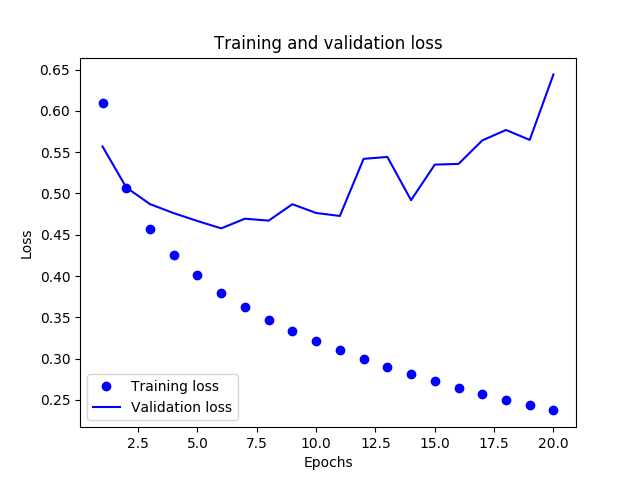 Training and validation loss
0.65
0.60
0.55
0.50
0.45
0.40
0.35
0.30
0.25
Loss
Training loss
Validation loss
2.5 5.0 7.5 10.0 12.5 15.0 17.5 20.0
Epochs